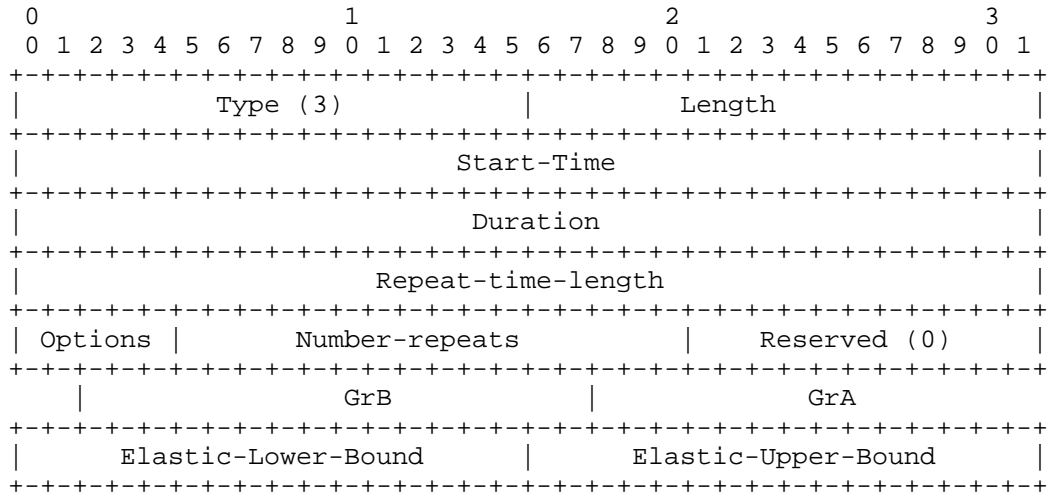 0                   1                   2                   3
 0 1 2 3 4 5 6 7 8 9 0 1 2 3 4 5 6 7 8 9 0 1 2 3 4 5 6 7 8 9 0 1
+-+-+-+-+-+-+-+-+-+-+-+-+-+-+-+-+-+-+-+-+-+-+-+-+-+-+-+-+-+-+-+-+
|            Type (3)           |         Length                |
+-+-+-+-+-+-+-+-+-+-+-+-+-+-+-+-+-+-+-+-+-+-+-+-+-+-+-+-+-+-+-+-+
|                           Start-Time                          |
+-+-+-+-+-+-+-+-+-+-+-+-+-+-+-+-+-+-+-+-+-+-+-+-+-+-+-+-+-+-+-+-+
|                            Duration                           |
+-+-+-+-+-+-+-+-+-+-+-+-+-+-+-+-+-+-+-+-+-+-+-+-+-+-+-+-+-+-+-+-+
|                      Repeat-time-length                       |
+-+-+-+-+-+-+-+-+-+-+-+-+-+-+-+-+-+-+-+-+-+-+-+-+-+-+-+-+-+-+-+-+
| Options |       Number-repeats          |    Reserved (0)     |
+-+-+-+-+-+-+-+-+-+-+-+-+-+-+-+-+-+-+-+-+-+-+-+-+-+-+-+-+-+-+-+-+
    |                GrB              |             GrA
+-+-+-+-+-+-+-+-+-+-+-+-+-+-+-+-+-+-+-+-+-+-+-+-+-+-+-+-+-+-+-+-+
|      Elastic-Lower-Bound      |      Elastic-Upper-Bound      |
+-+-+-+-+-+-+-+-+-+-+-+-+-+-+-+-+-+-+-+-+-+-+-+-+-+-+-+-+-+-+-+-+